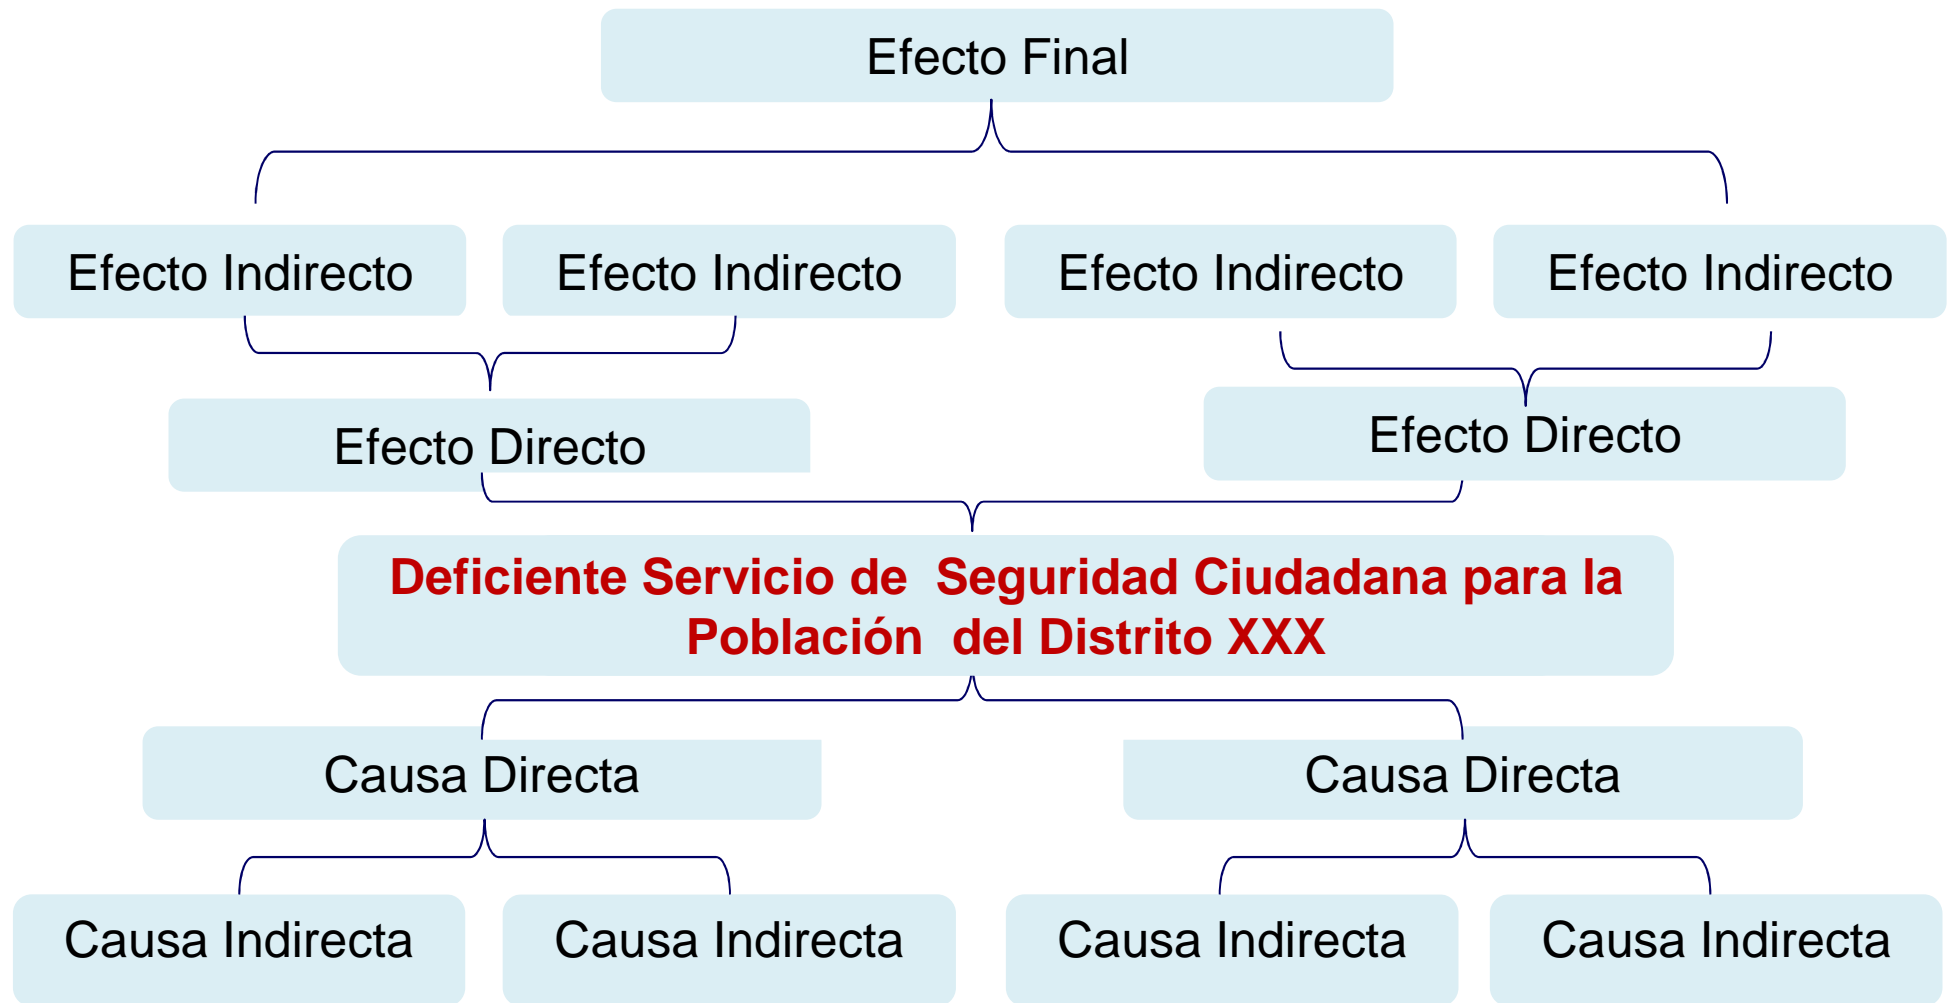 Efecto Final
Efecto Indirecto
Efecto Indirecto
Efecto Indirecto
Efecto Indirecto
Efecto Directo
Efecto Directo
Deficiente Servicio de Seguridad Ciudadana para la
Población del Distrito XXX
Causa Directa
Causa Directa
Causa Indirecta
Causa Indirecta
Causa Indirecta
Causa Indirecta